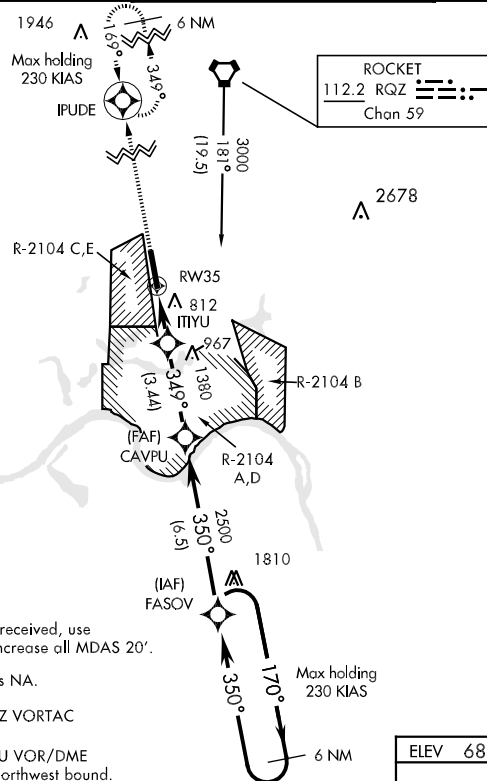 1946
6 NM
169°
349°
Max holding
230 KIAS
IPUDE
ROCKET
112.2 RQZ
Chan 59
3000
181°
(19.5)
2678
R-2104 C,E
RW35
812
ITIYU
967
1380
349°
(3.44)
R-2104 B
(FAF)
CAVPU
R-2104
A,D
2500
350°
(6.5)
1810
(IAF)
FASOV
received, use
ncrease all MDAS 20'.
s NA.
Max holding
230 KIAS
170°
350°
Z VORTAC
U VOR/DME
orthwest bound.
6 NM
ELEV 68